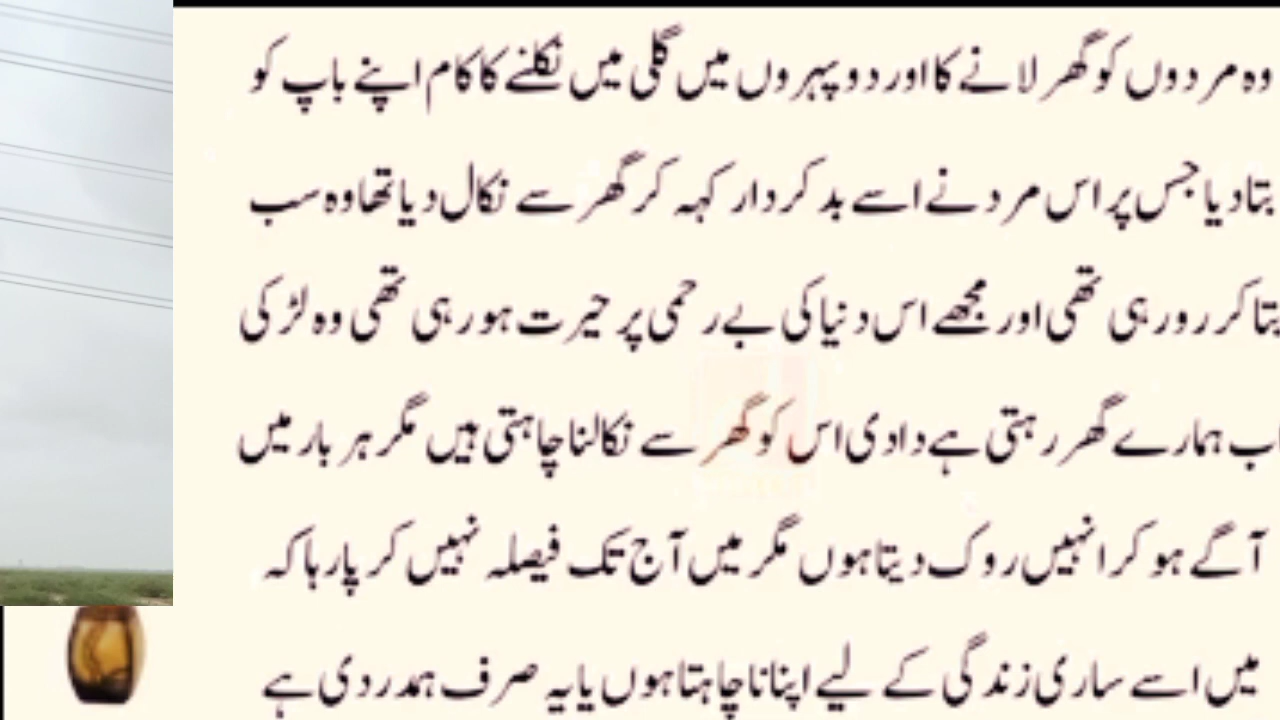 وہ مردوں کو گھر لانے کا اور دوپہروں میں گلی میں نکلنے کا کام اپنے باپ کو
بتا دیا جس پر اس مرد نے اسے بدکردار کہہ کر گھر سے نکال دیا تھا وہ سب
بتا کر رو رہی تھی اور مجھے اس دنیا کی بے رحمی پر حیرت ہو رہی تھی وہ لڑکی
اب ہمارے گھر رہتی ہے دادی اس کو گھر سے نکالنا چاہتی ہیں مگر ہر بار میں
آگے ہو کر انہیں روک دیتا ہوں مگر میں آج تک فیصلہ نہیں کر پا رہا کہ
میں اسے ساری زندگی کے لیے اپنانا چاہتا ہوں یا یہ صرف ہمدردی ہے